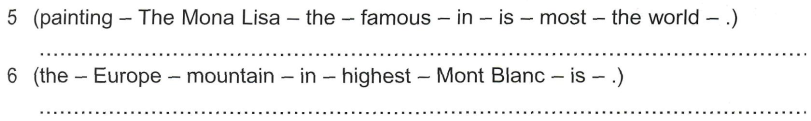 5 (painting – The Mona Lisa – the – famous – in – is – most – the world – .)
6 (the – Europe – mountain – in – highest – Mont Blanc – is – .)